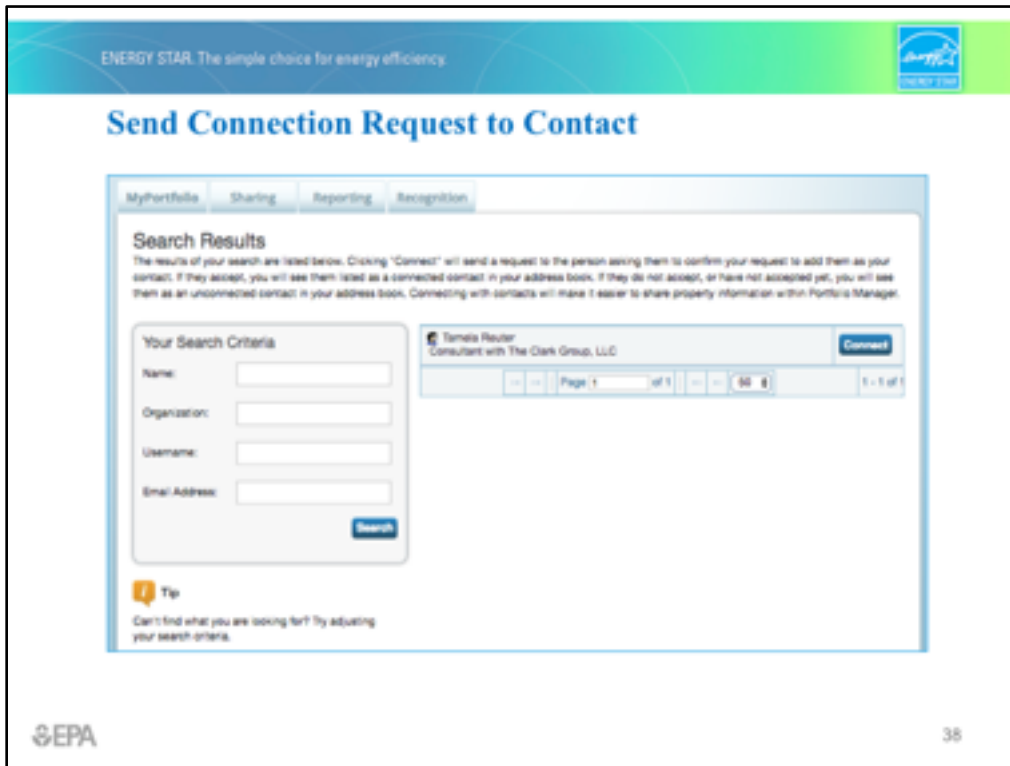 ENERGY STAR. The simple choice for energy efficiency.
ENERGY STAR
Send Connection Request to Contact
MyPortfolio Sharing Reporting Recognition
Search Results
The results of your search are listed below. Clicking "Connect" will send a request to the person asking them to confirm your request to add them as your
contact. If they accept, you will see them listed as a connected contact in your address book. If they do not accept, or have not accepted yet, you will see
them as an unconnected contact in your address book. Connecting with contacts will make it easier to share property information within Portfolio Manager.
Your Search Criteria
Name:
Organization:
Username:
Email Address:
Search
Tamela Reuter
Consultant with The Clark Group, LLC
Connect
Page 1 of 1 50 1 - 1 of 1
Tip
Can't find what you are looking for? Try adjusting
your search criteria.
EPA
38